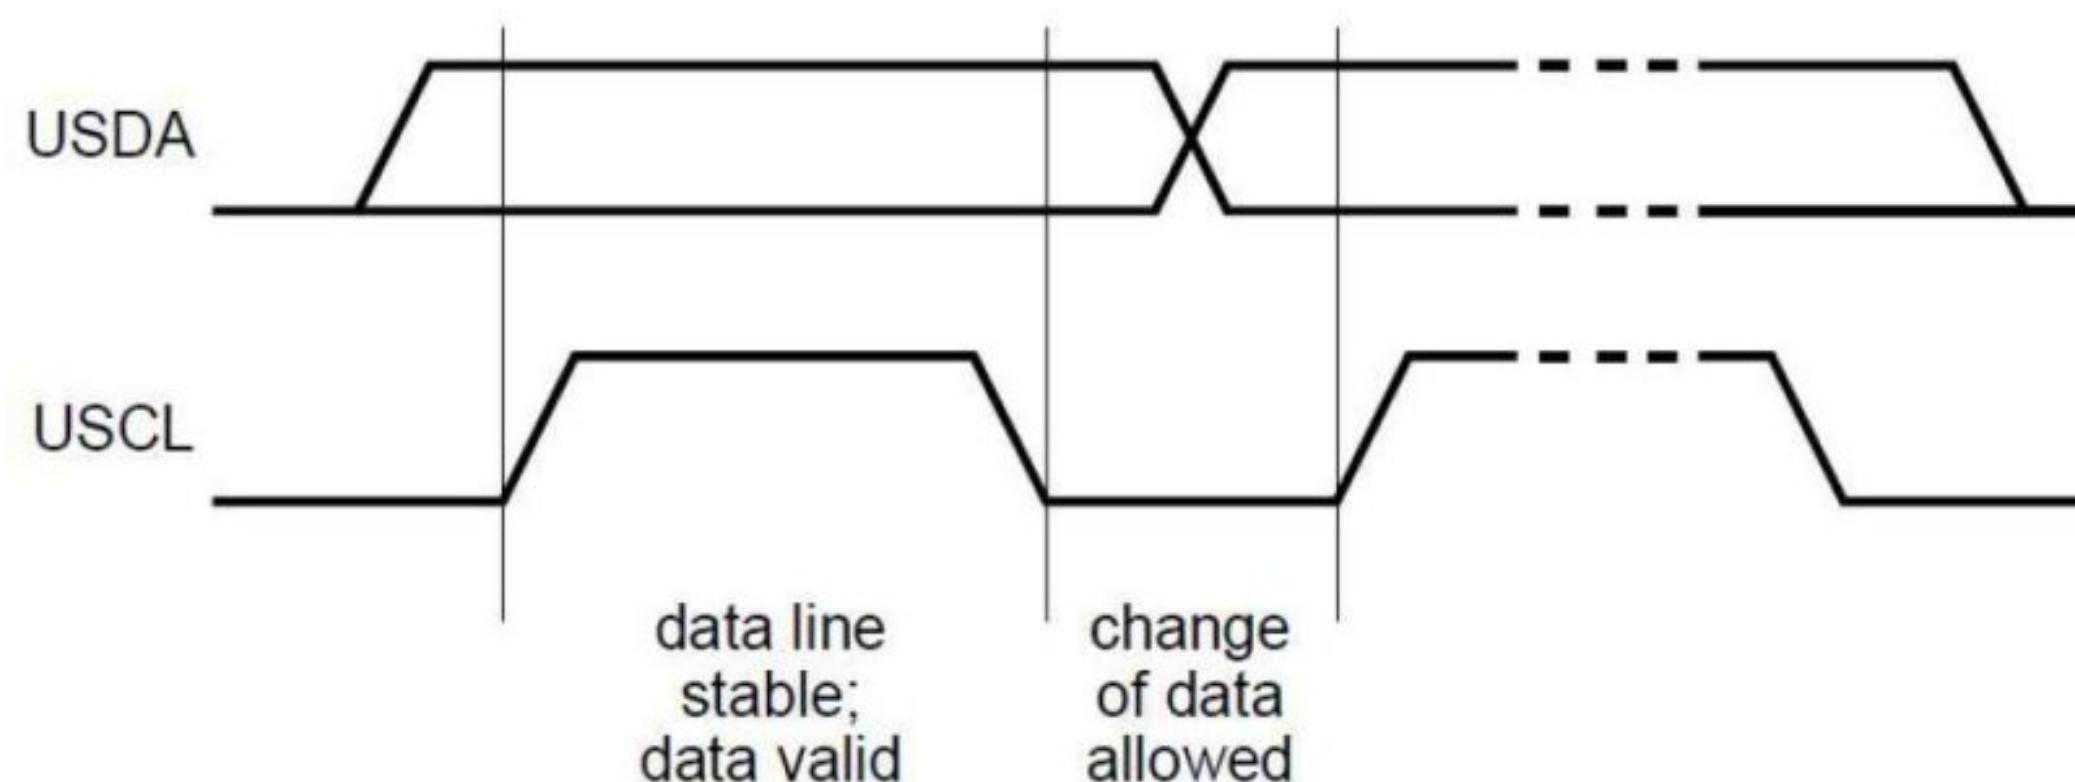 USDA
USCL
data line
stable;
data valid
change
of data
allowed